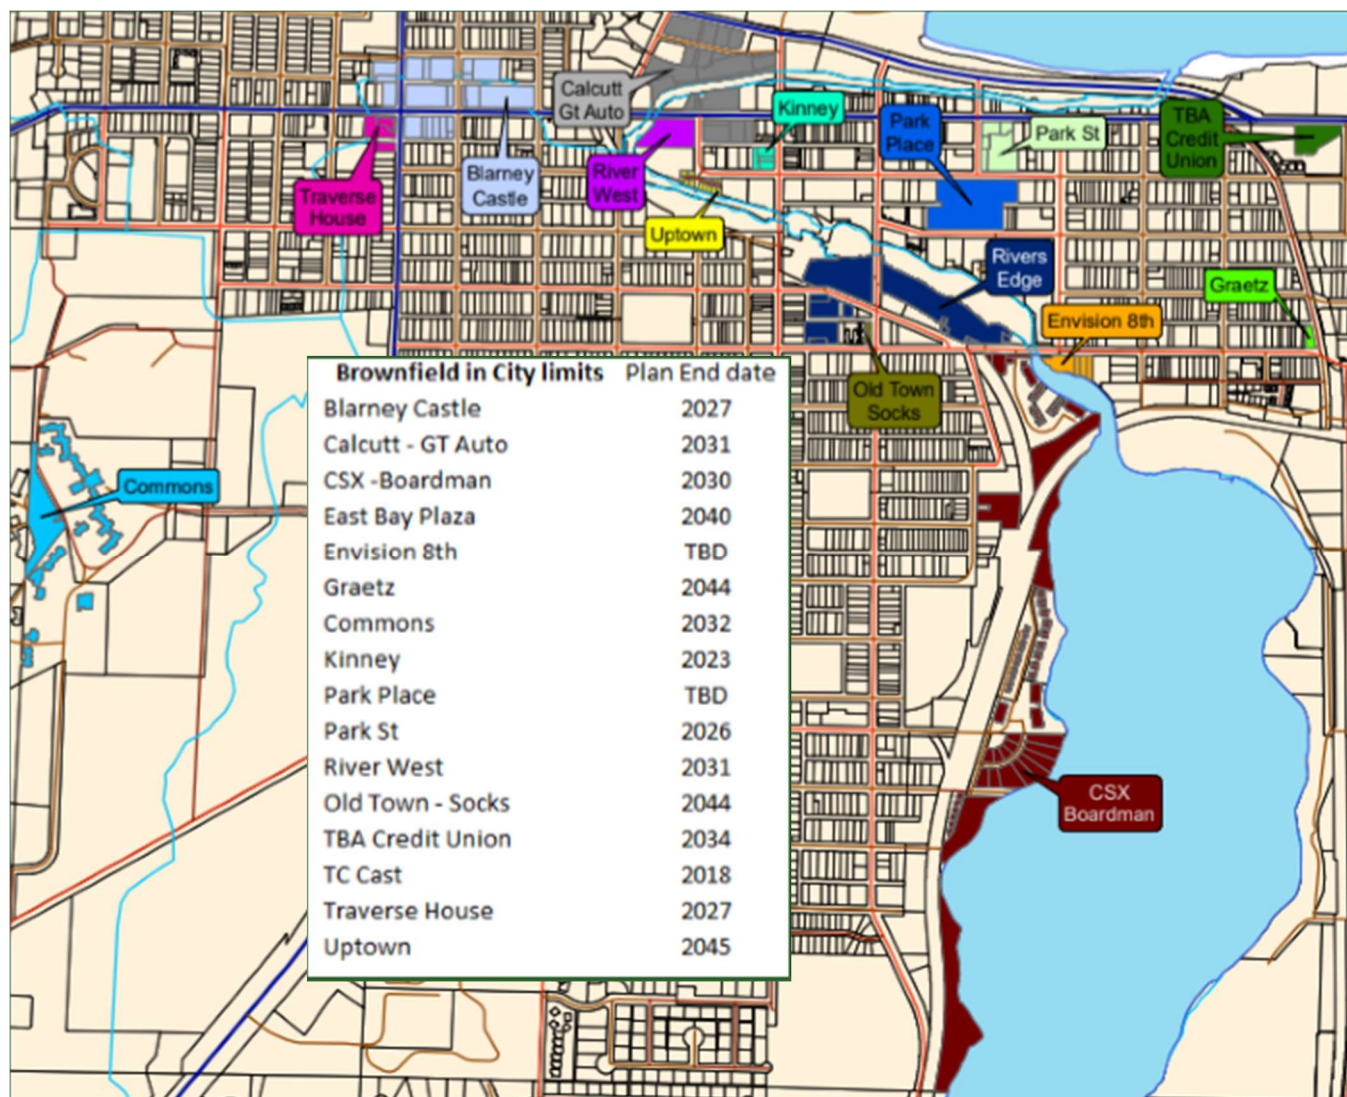 Calcutt
Gt Auto
Kinney
Park
Place
Park St
TBA
Credit
Union
Traverse
House
Blarney
Castle
River
West
Uptown
Rivers
Edge
Graetz
Envision 8th
Old Town
Socks
Commons
CSX
Boardman
Brownfield in City limits Plan End date
Blarney Castle 2027
Calcutt - GT Auto 2031
CSX -Boardman 2030
East Bay Plaza 2040
Envision 8th TBD
Graetz 2044
Commons 2032
Kinney 2023
Park Place TBD
Park St 2026
River West 2031
Old Town - Socks 2044
TBA Credit Union 2034
TC Cast 2018
Traverse House 2027
Uptown 2045